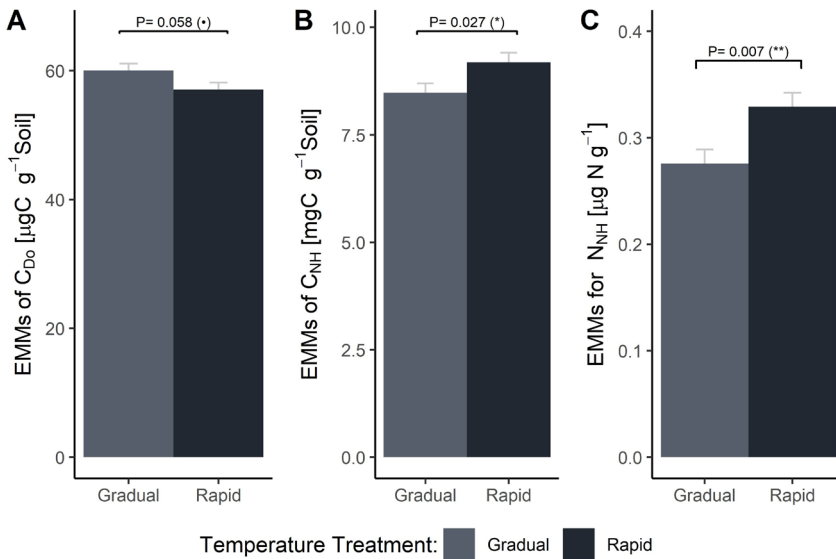 A
P= 0.058 (•)
EMMs of C_Do [µgC g⁻¹Soil]
60
40
20
0
Gradual Rapid
B
P= 0.027 (*)
EMMs of C_NH [mgC g⁻¹Soil]
10.0
7.5
5.0
2.5
0.0
Gradual Rapid
C
P= 0.007 (**)
EMMs for N_NH [µg N g⁻¹]
0.4
0.3
0.2
0.1
0.0
Gradual Rapid
Temperature Treatment: Gradual Rapid